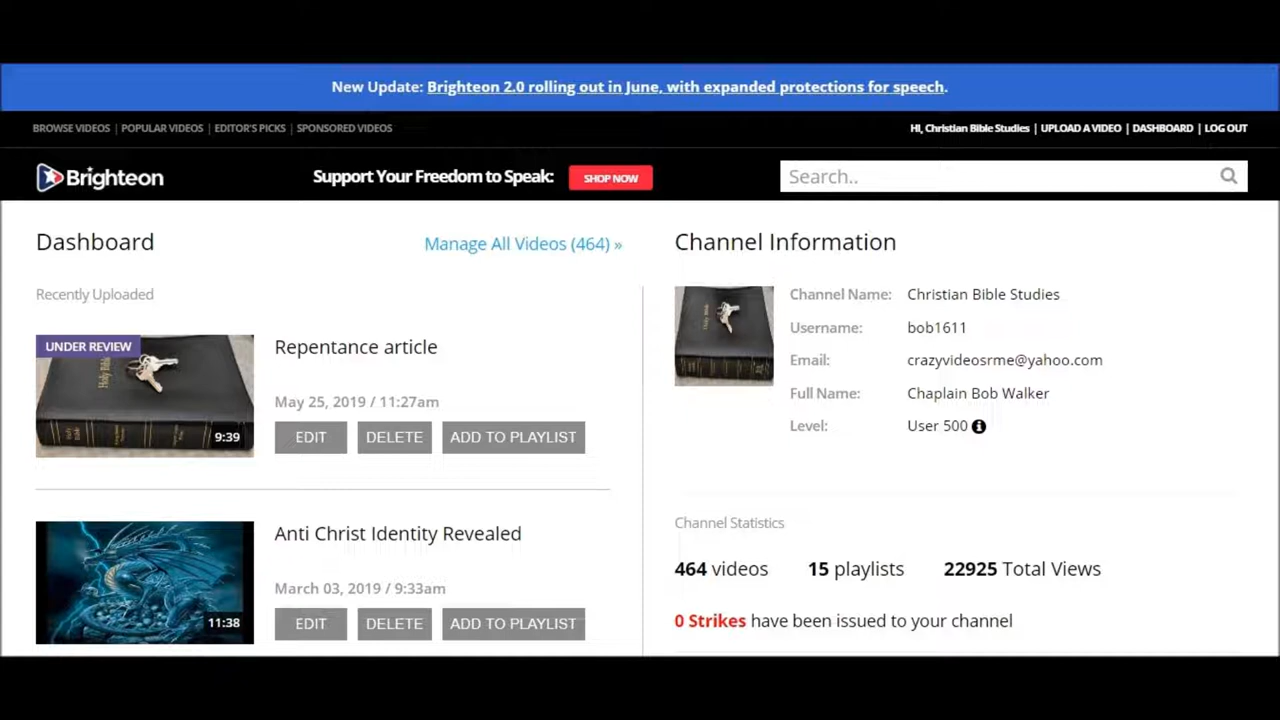 New Update: Brighteon 2.0 rolling out in June, with expanded protections for speech.
BROWSE VIDEOS | POPULAR VIDEOS | EDITOR'S PICKS | SPONSORED VIDEOS
HI, Christian Bible Studies | UPLOAD A VIDEO | DASHBOARD | LOG OUT
Brighteon
Support Your Freedom to Speak:
SHOP NOW
Search..
Dashboard
Manage All Videos (464) »
Recently Uploaded
UNDER REVIEW
Holy Bible
9:39
Repentance article
May 25, 2019 / 11:27am
EDIT
DELETE
ADD TO PLAYLIST
11:38
Anti Christ Identity Revealed
March 03, 2019 / 9:33am
EDIT
DELETE
ADD TO PLAYLIST
Channel Information
Channel Name: Christian Bible Studies
Username: bob1611
Email: crazyvideosrme@yahoo.com
Full Name: Chaplain Bob Walker
Level: User 500
Channel Statistics
464 videos 15 playlists 22925 Total Views
0 Strikes have been issued to your channel